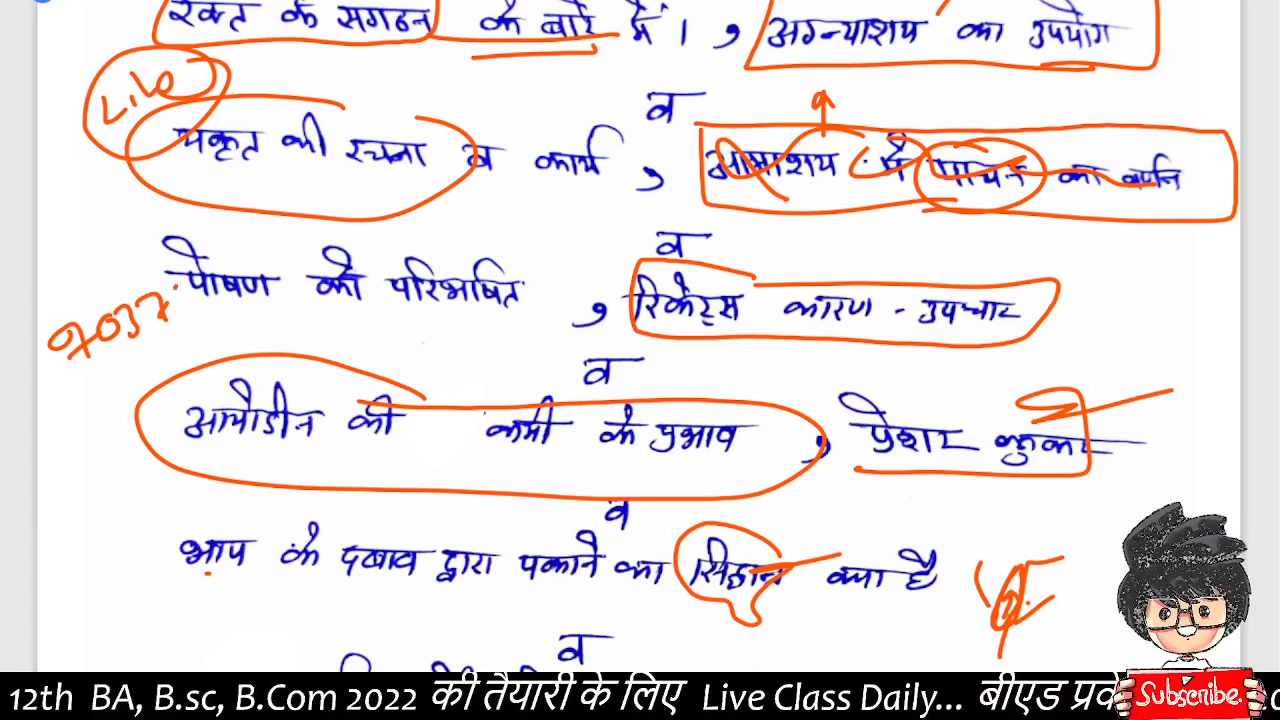 रक्त के संगठन के बारे में। , अग्न्याशय का उपयोग
व
Live
यकृत की रचना व कार्य , आमाशय में पाचन का वर्णन
व
पोषण को परिभाषित , रिकेट्स कारण - उपचार
व
आयोडीन की कमी के प्रभाव , प्रेशर कुकर
व
भाप के दबाव द्वारा पकाने का सिद्धान्त क्या है
व
12th BA, B.sc, B.Com 2022 की तैयारी के लिए Live Class Daily... बीएड प्रवे
Subscribe